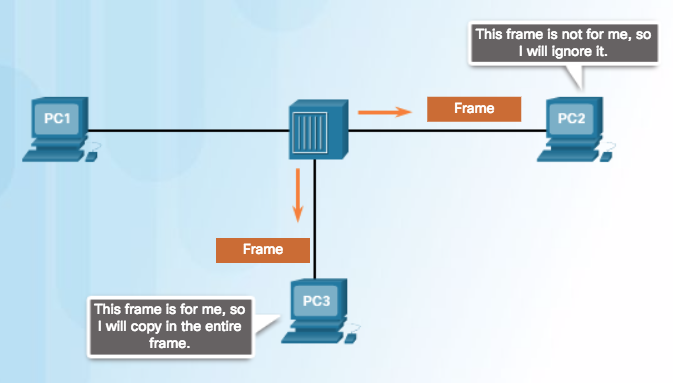 This frame is not for me, so
I will ignore it.
Frame
PC1
PC2
Frame
PC3
This frame is for me, so
I will copy in the entire
frame.